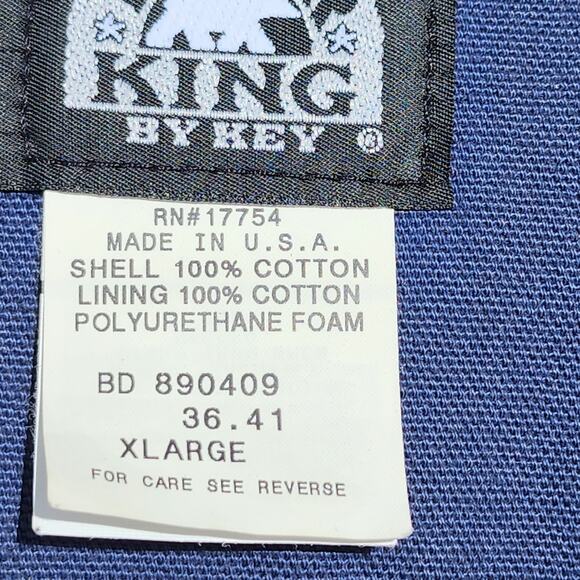 KING
BY KEY ®
RN#17754
MADE IN U.S.A.
SHELL 100% COTTON
LINING 100% COTTON
POLYURETHANE FOAM
BD 890409
36.41
XLARGE
FOR CARE SEE REVERSE